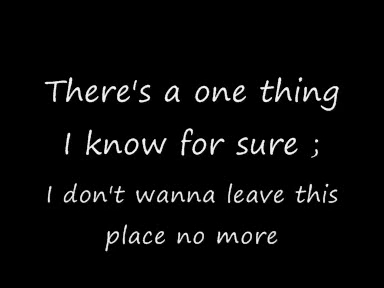 There's a one thing
I know for sure ;
I don't wanna leave this
place no more